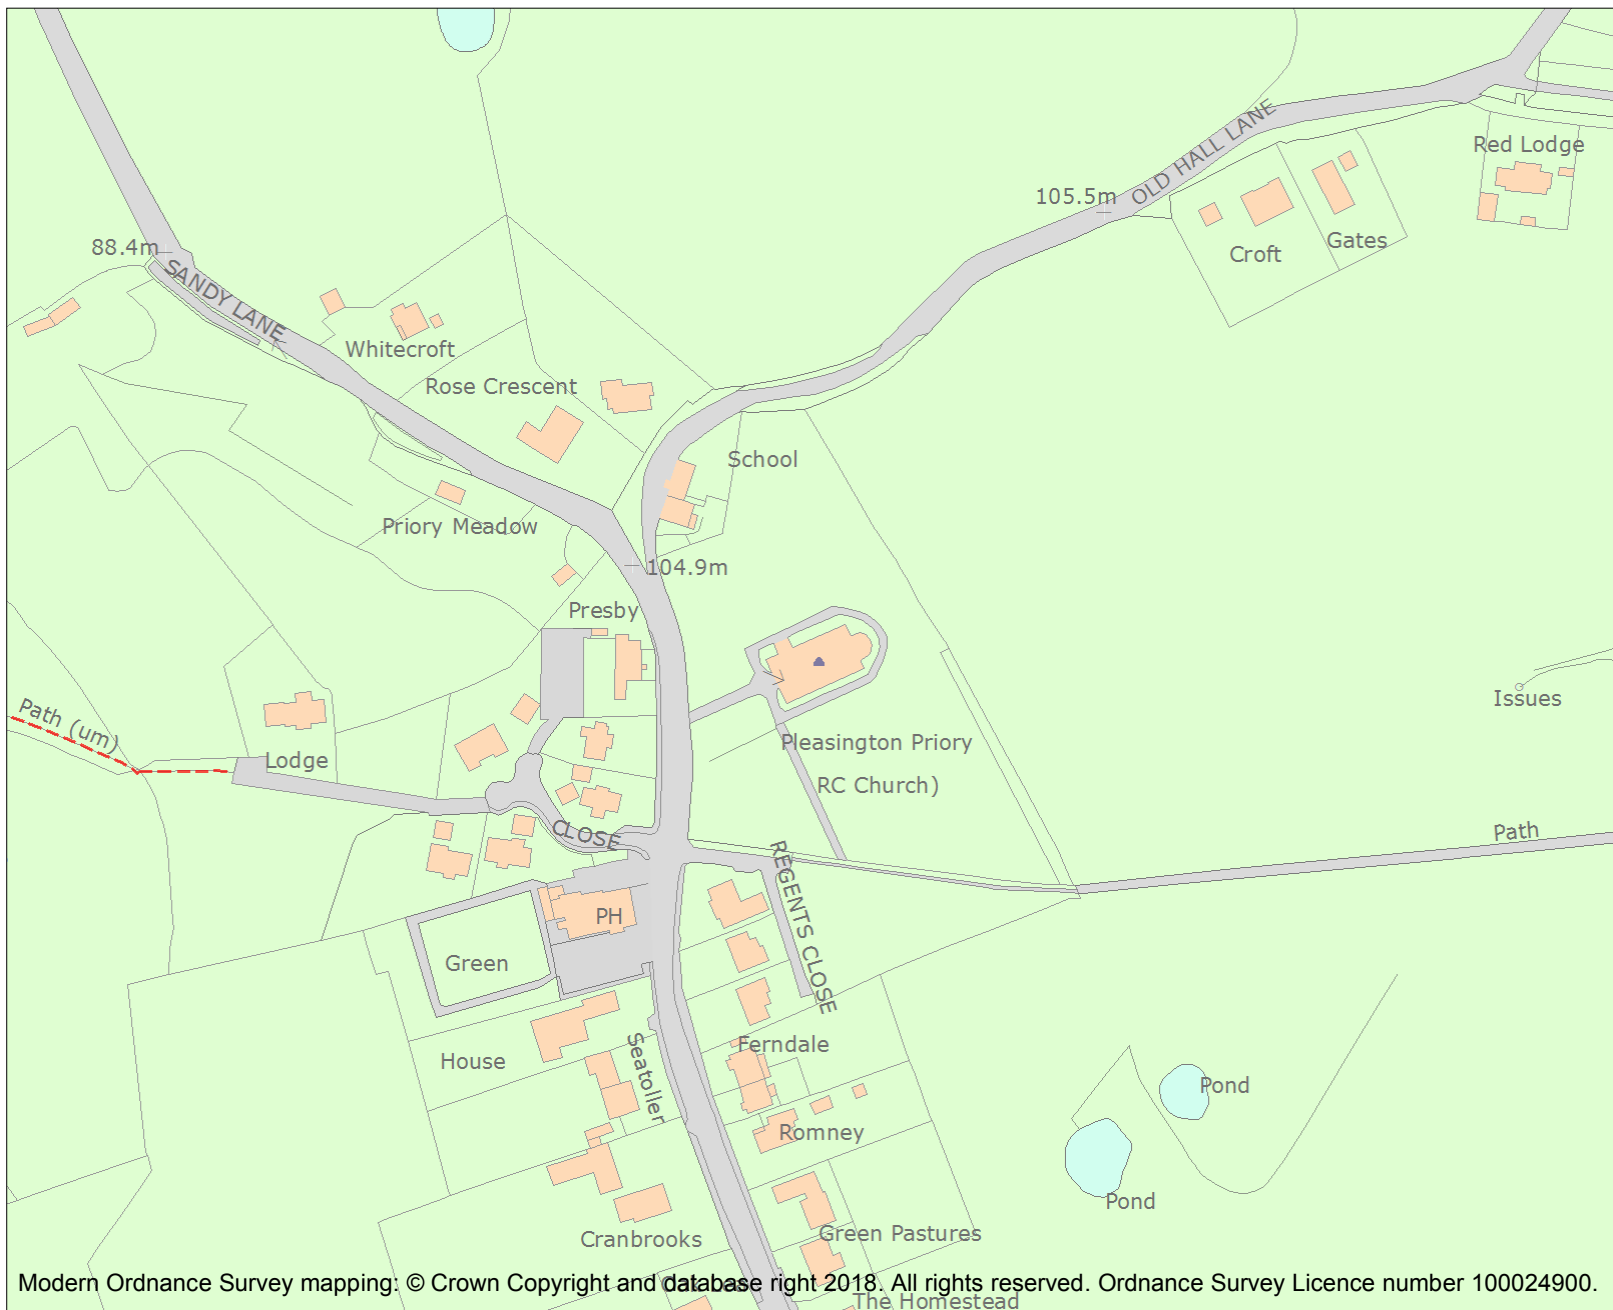 OLD HALL LANE
Red Lodge
105.5m
Gates
88.4m
Croft
SANDY LANE
Whitecroft
Rose Crescent
School
Priory Meadow
104.9m
Presby
Issues
Path (um)
Pleasington Priory
Lodge
RC Church)
Path
CLOSE
REGENTS CLOSE
PH
Green
Ferndale
House
Seatoller
Pond
Romney
Pond
Green Pastures
Cranbrooks
Modern Ordnance Survey mapping: © Crown Copyright and database right 2018. All rights reserved. Ordnance Survey Licence number 100024900.
The Homestead